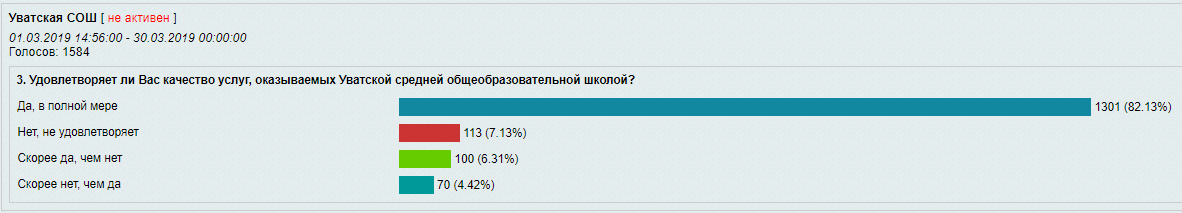 Уватская СОШ [ не активен ]
01.03.2019 14:56:00 - 30.03.2019 00:00:00
Голосов: 1584
3. Удовлетворяет ли Вас качество услуг, оказываемых Уватской средней общеобразовательной школой?
Да, в полной мере 1301 (82.13%)
Нет, не удовлетворяет 113 (7.13%)
Скорее да, чем нет 100 (6.31%)
Скорее нет, чем да 70 (4.42%)